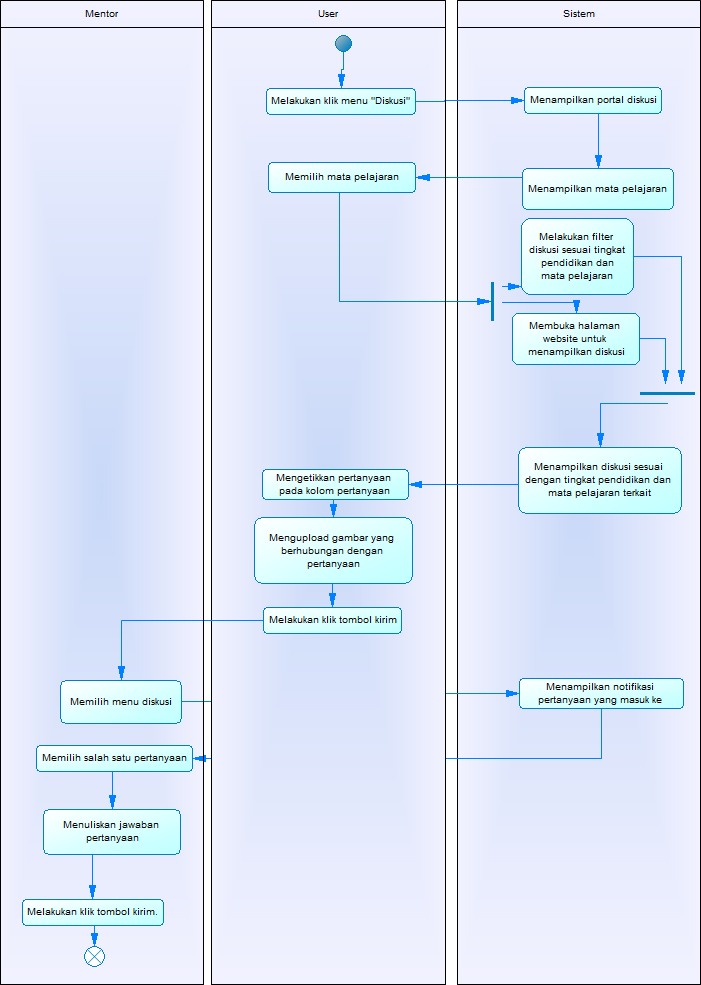 Mentor
User
Sistem
Melakukan klik menu "Diskusi"
Menampilkan portal diskusi
Memilih mata pelajaran
Menampilkan mata pelajaran
Melakukan filter
diskusi sesuai tingkat
pendidikan dan
mata pelajaran
Membuka halaman
website untuk
menampilkan diskusi
Menampilkan diskusi sesuai
dengan tingkat pendidikan dan
mata pelajaran terkait
Mengetikkan pertanyaan
pada kolom pertanyaan
Mengupload gambar yang
berhubungan dengan
pertanyaan
Melakukan klik tombol kirim
Memilih menu diskusi
Menampilkan notifikasi
pertanyaan yang masuk ke
Memilih salah satu pertanyaan
Menuliskan jawaban
pertanyaan
Melakukan klik tombol kirim.